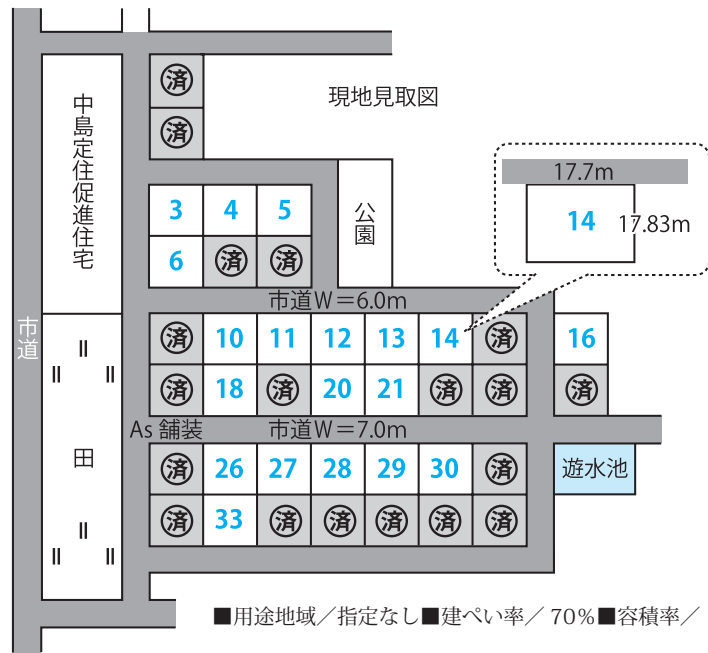 済
現地見取図
済
中島定住促進住宅
17.7m
3 4 5
公園
14 17.83m
6 済 済
市道W＝6.0m
市道
済 10 11 12 13 14 済 16
済 18 済 20 21 済 済 済
As 舗装 市道W＝7.0m
田
済 26 27 28 29 30 済 遊水池
済 33 済 済 済 済 済
■用途地域／指定なし■建ぺい率／70％■容積率／